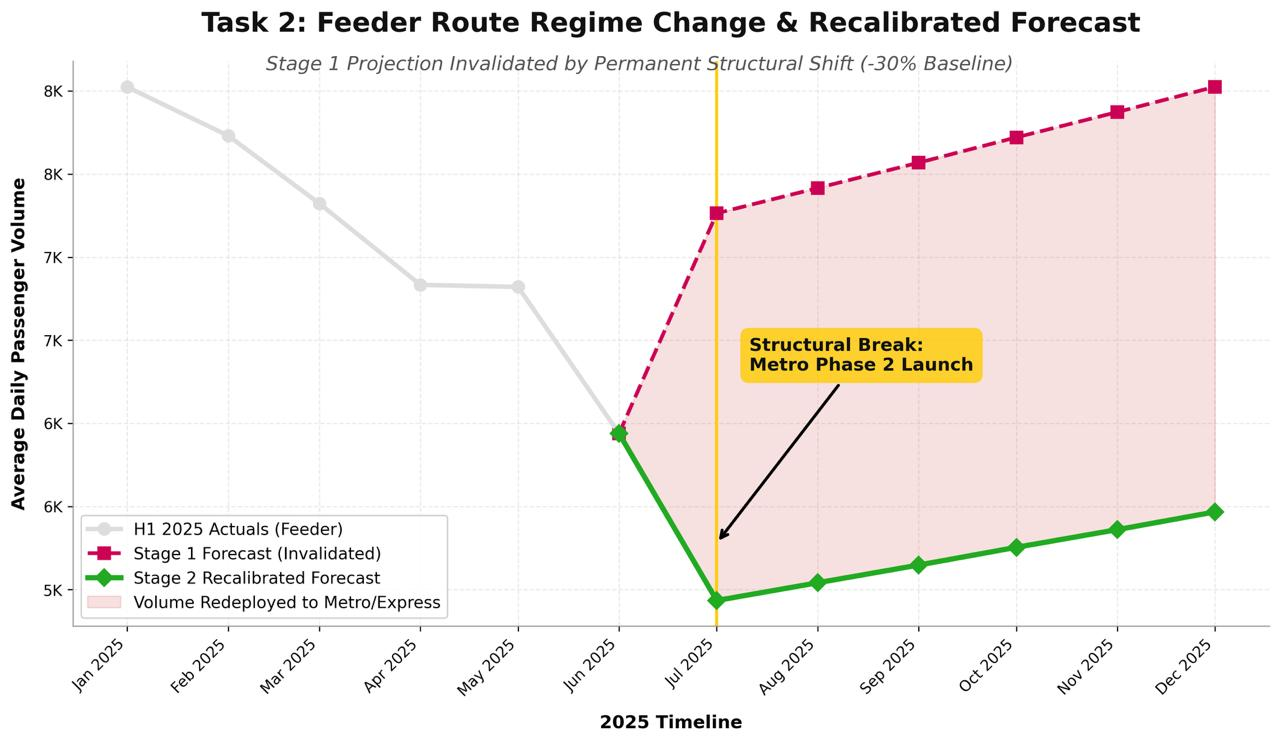 Task 2: Feeder Route Regime Change & Recalibrated Forecast
Stage 1 Projection Invalidated by Permanent Structural Shift (-30% Baseline)
Average Daily Passenger Volume
8K
8K
7K
7K
6K
6K
5K
Structural Break:
Metro Phase 2 Launch
H1 2025 Actuals (Feeder)
Stage 1 Forecast (Invalidated)
Stage 2 Recalibrated Forecast
Volume Redeployed to Metro/Express
Jan 2025
Feb 2025
Mar 2025
Apr 2025
May 2025
Jun 2025
Jul 2025
Aug 2025
Sep 2025
Oct 2025
Nov 2025
Dec 2025
2025 Timeline